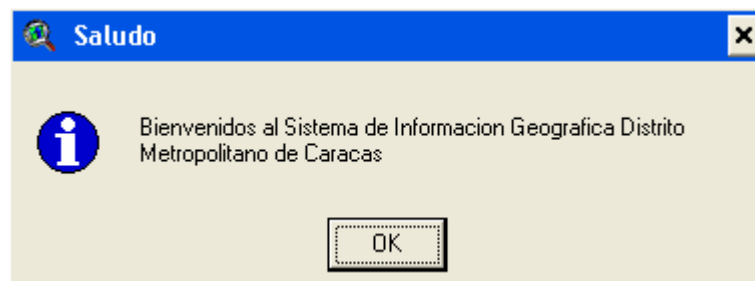 Saludo
Bienvenidos al Sistema de Informacion Geografica Distrito
Metropolitano de Caracas
OK